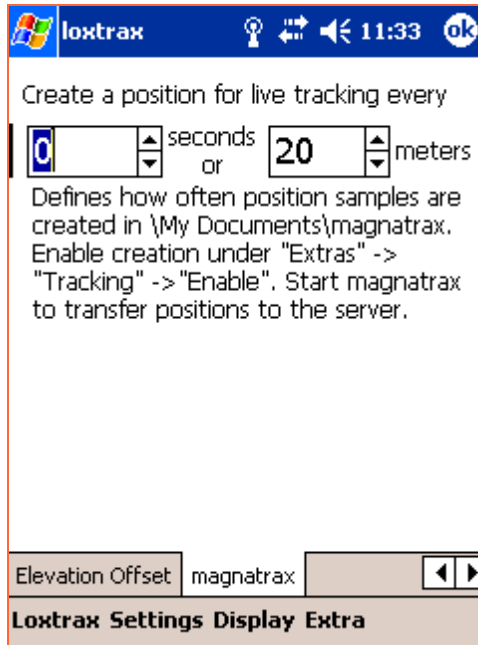 loxtrax 11:33 ok
Create a position for live tracking every
0 seconds or 20 meters
Defines how often position samples are
created in \My Documents\magnatrax.
Enable creation under "Extras" ->
"Tracking" ->"Enable". Start magnatrax
to transfer positions to the server.
Elevation Offset magnatrax
Loxtrax Settings Display Extra